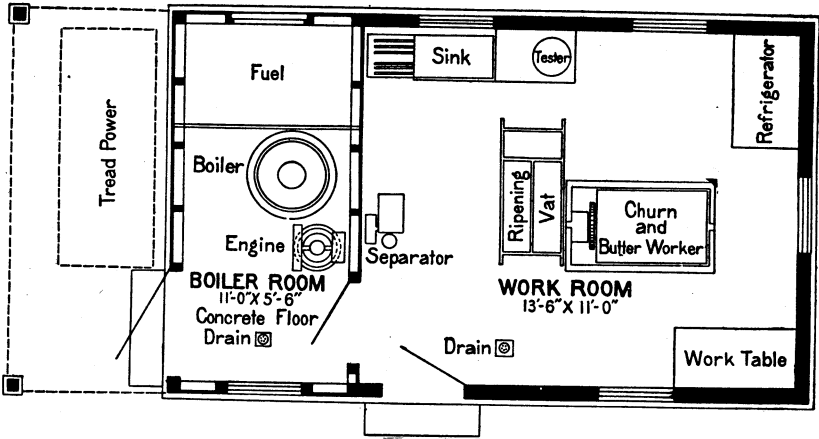 Tread Power
Fuel
Boiler
Engine
BOILER ROOM
11'-0" X 5'-6"
Concrete Floor
Drain
Sink
Tester
Refrigerator
Separator
Ripening
Vat
Churn
and
Butter Worker
WORK ROOM
13'-6" X 11'-0"
Drain
Work Table